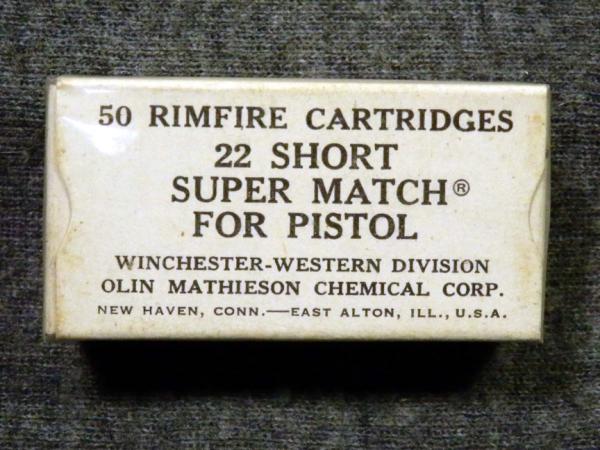 50 RIMFIRE CARTRIDGES
22 SHORT
SUPER MATCH®
FOR PISTOL
WINCHESTER-WESTERN DIVISION
OLIN MATHIESON CHEMICAL CORP.
NEW HAVEN, CONN.—EAST ALTON, ILL., U.S.A.